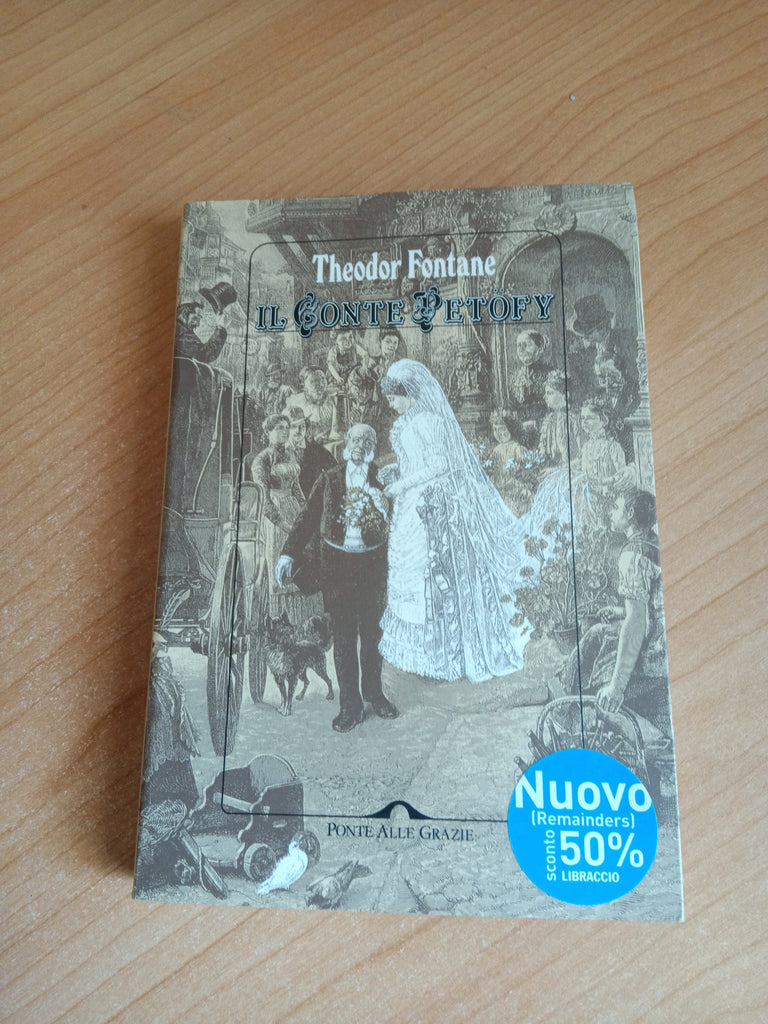 Theodor Fontane
IL CONTE PETÖFY
PONTE ALLE GRAZIE
Nuovo
(Remainders)
sconto 50%
LIBRACCIO